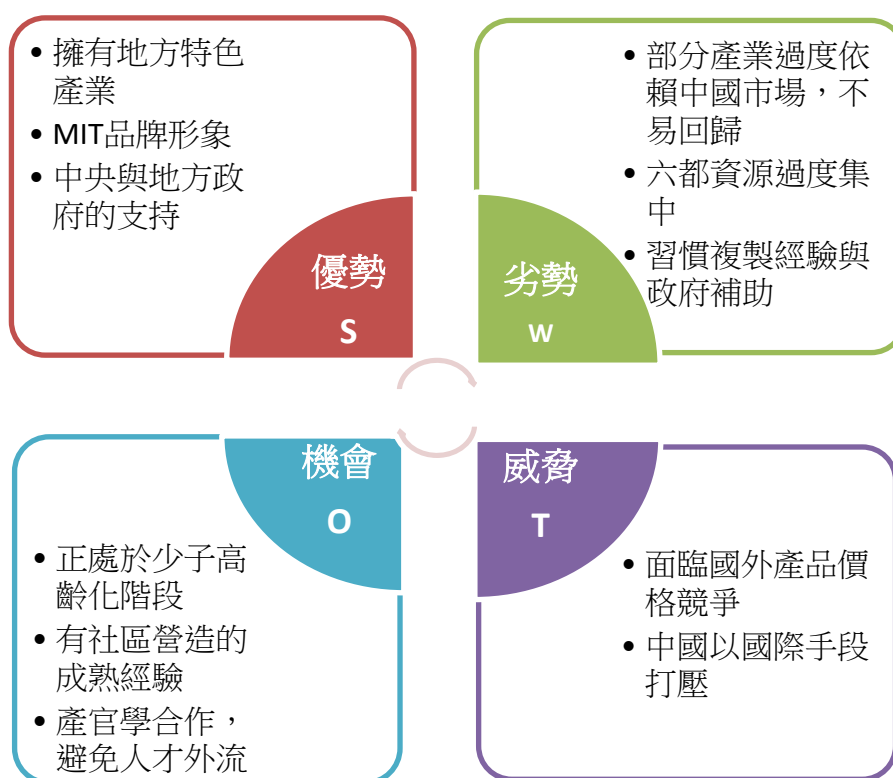 • 擁有地方特色
產業
• MIT品牌形象
• 中央與地方政
府的支持
優勢
S
• 部分產業過度依
賴中國市場，不
易回歸
• 六都資源過度集
中
• 習慣複製經驗與
政府補助
劣勢
W
機會
O
• 正處於少子高
齡化階段
• 有社區營造的
成熟經驗
• 產官學合作，
避免人才外流
威脅
T
• 面臨國外產品價
格競爭
• 中國以國際手段
打壓